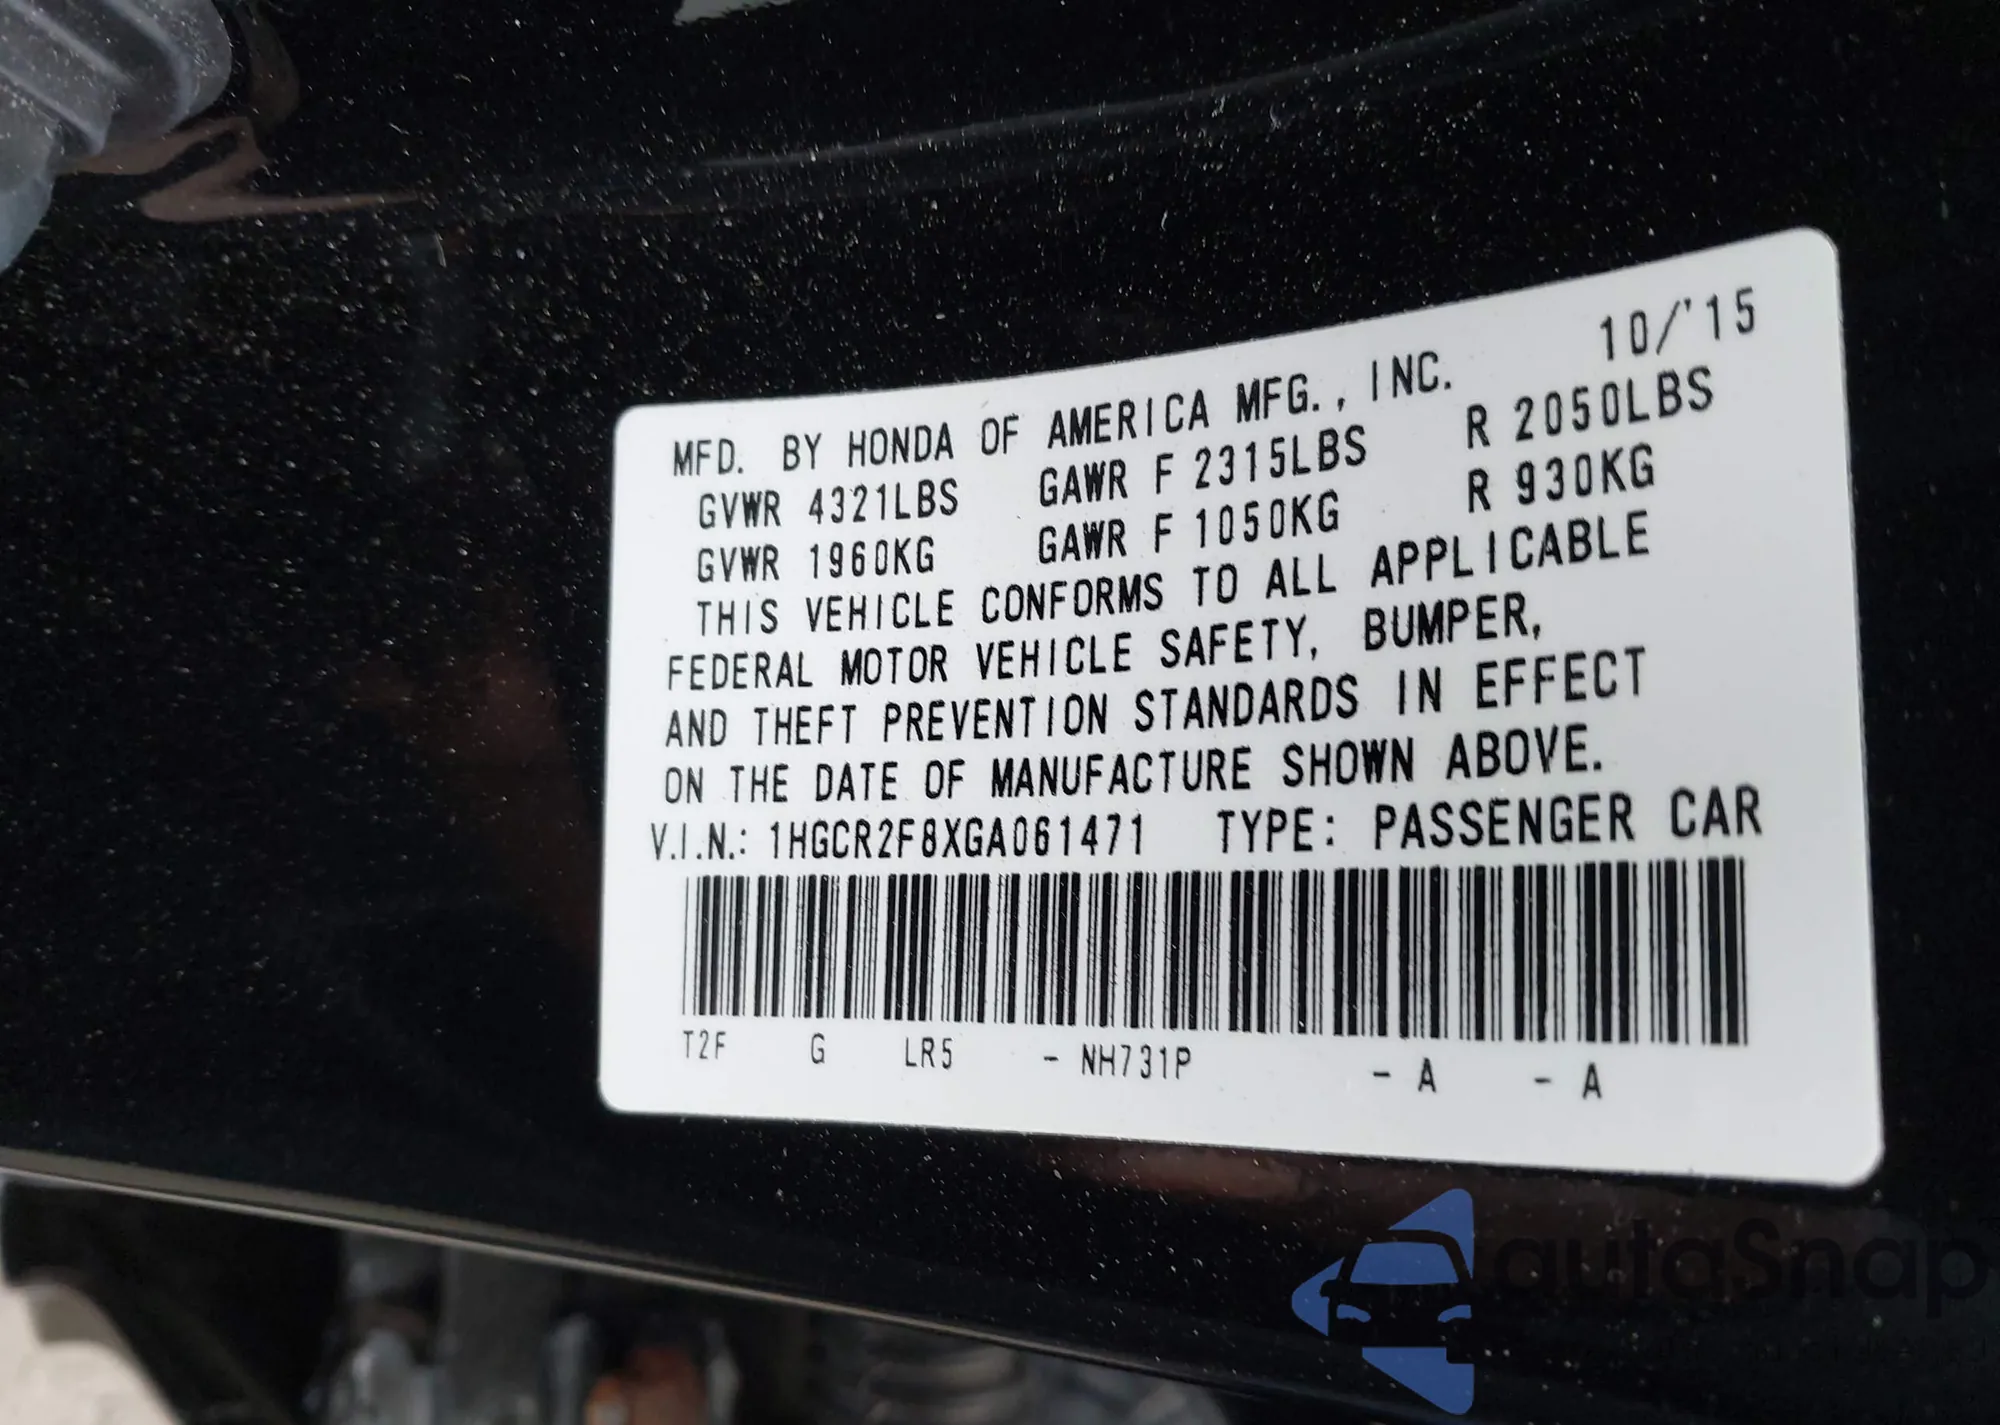 10/'15
MFD. BY HONDA OF AMERICA MFG., INC.
GVWR 4321LBS GAWR F 2315LBS R 2050LBS
GVWR 1960KG GAWR F 1050KG R 930KG
THIS VEHICLE CONFORMS TO ALL APPLICABLE
FEDERAL MOTOR VEHICLE SAFETY, BUMPER,
AND THEFT PREVENTION STANDARDS IN EFFECT
ON THE DATE OF MANUFACTURE SHOWN ABOVE.
V.I.N.: 1HGCR2F8XGA061471 TYPE: PASSENGER CAR
T2F G LR5 - NH731P - A - A
autaSnap